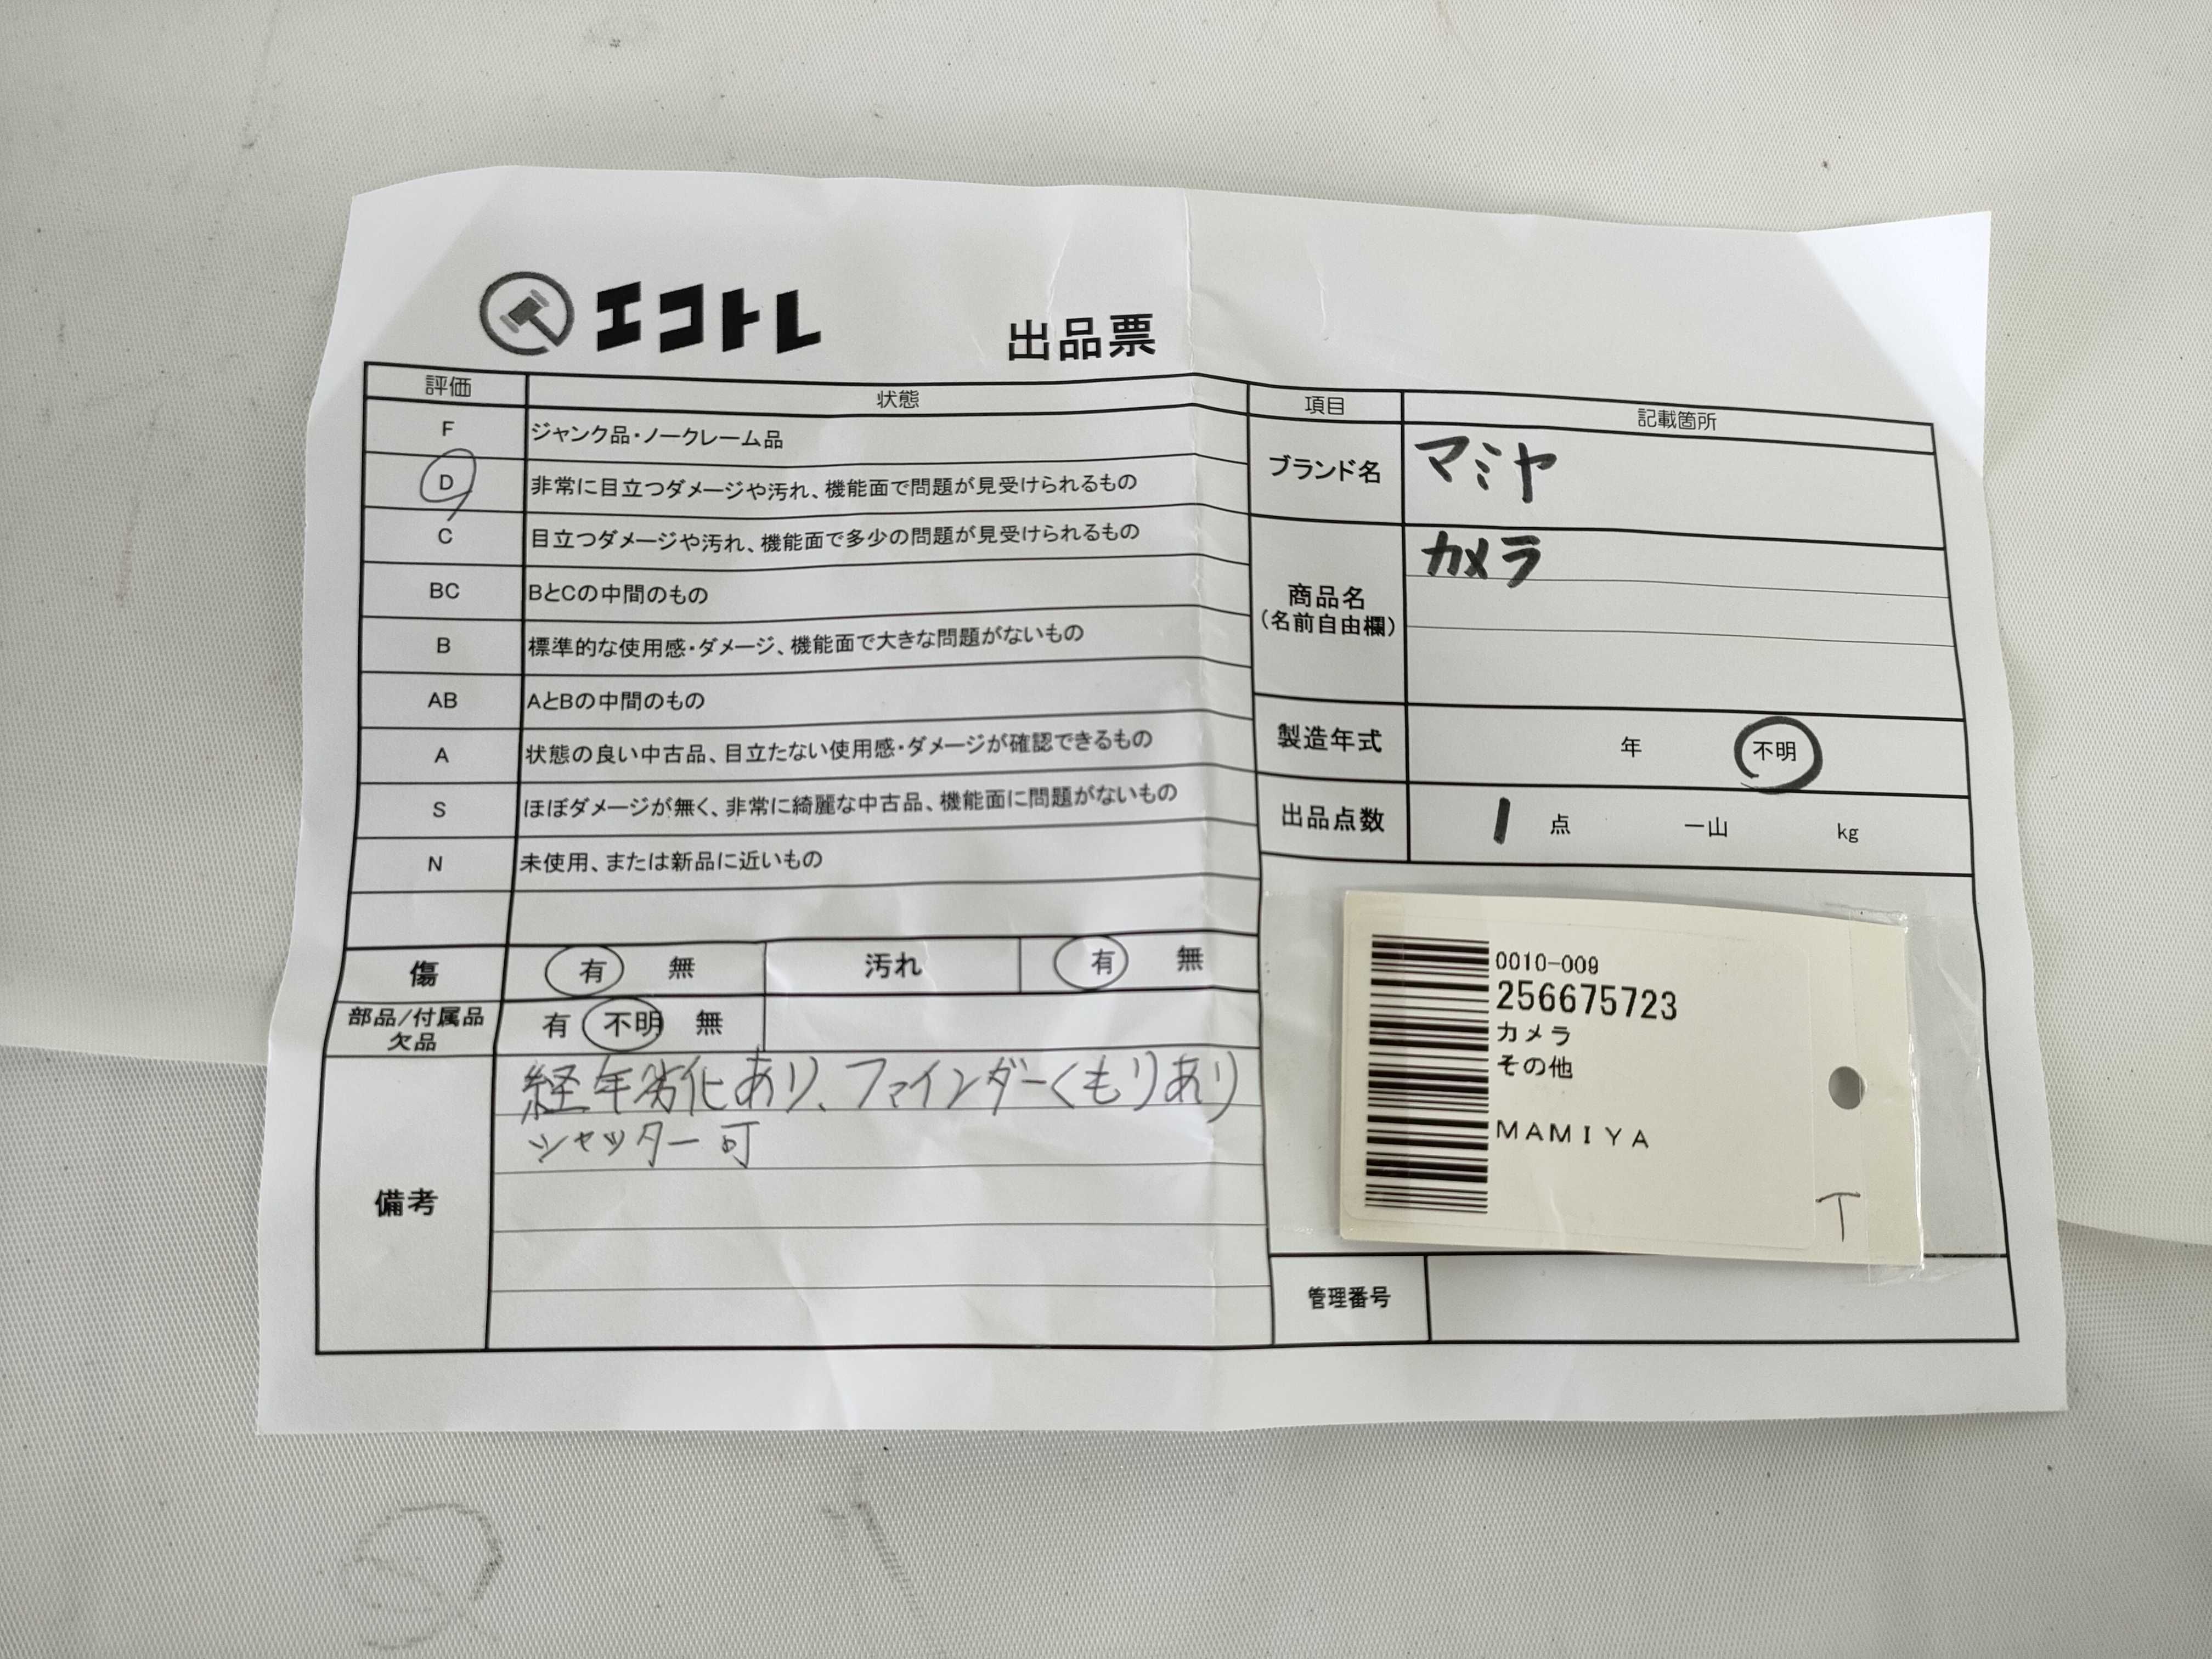 エコトレ
出品票
評価 状態
F ジャンク品・ノークレーム品
D 非常に目立つダメージや汚れ、機能面で問題が見受けられるもの
C 目立つダメージや汚れ、機能面で多少の問題が見受けられるもの
BC BとCの中間のもの
B 標準的な使用感・ダメージ、機能面で大きな問題がないもの
AB AとBの中間のもの
A 状態の良い中古品、目立たない使用感・ダメージが確認できるもの
S ほぼダメージが無く、非常に綺麗な中古品、機能面に問題がないもの
N 未使用、または新品に近いもの
傷 有 無 汚れ 有 無
部品/付属品
欠品
有 不明 無
備考
経年劣化あり、ファインダーくもりあり
シャッター可
項目 記載箇所
ブランド名 マミヤ
商品名
(名前自由欄)
カメラ
製造年式 年 不明
出品点数 1 点 一山 kg
0010-009
256675723
カメラ
その他
MAMIYA
T
管理番号